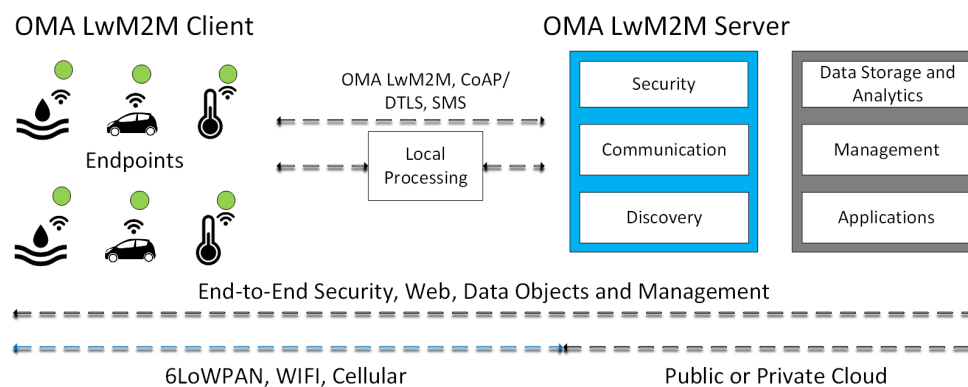 OMA LwM2M Client
OMA LwM2M Server
OMA LwM2M, CoAP/
DTLS, SMS
Endpoints
Local
Processing
Security
Communication
Discovery
Data Storage and
Analytics
Management
Applications
End-to-End Security, Web, Data Objects and Management
6LoWPAN, WIFI, Cellular
Public or Private Cloud